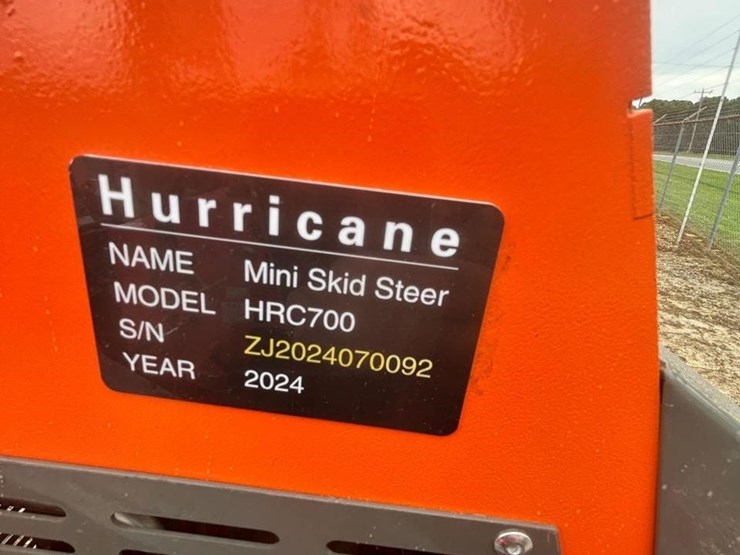 Hurricane
NAME Mini Skid Steer
MODEL HRC700
S/N ZJ2024070092
YEAR 2024